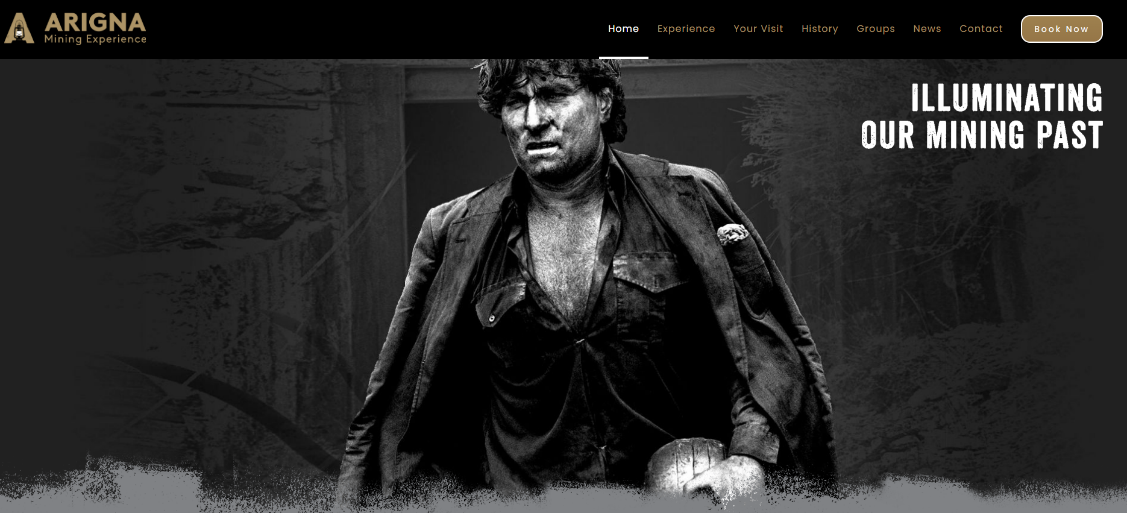 ARIGNA
Mining Experience
Home Experience Your Visit History Groups News Contact Book Now
ILLUMINATING
OUR MINING PAST